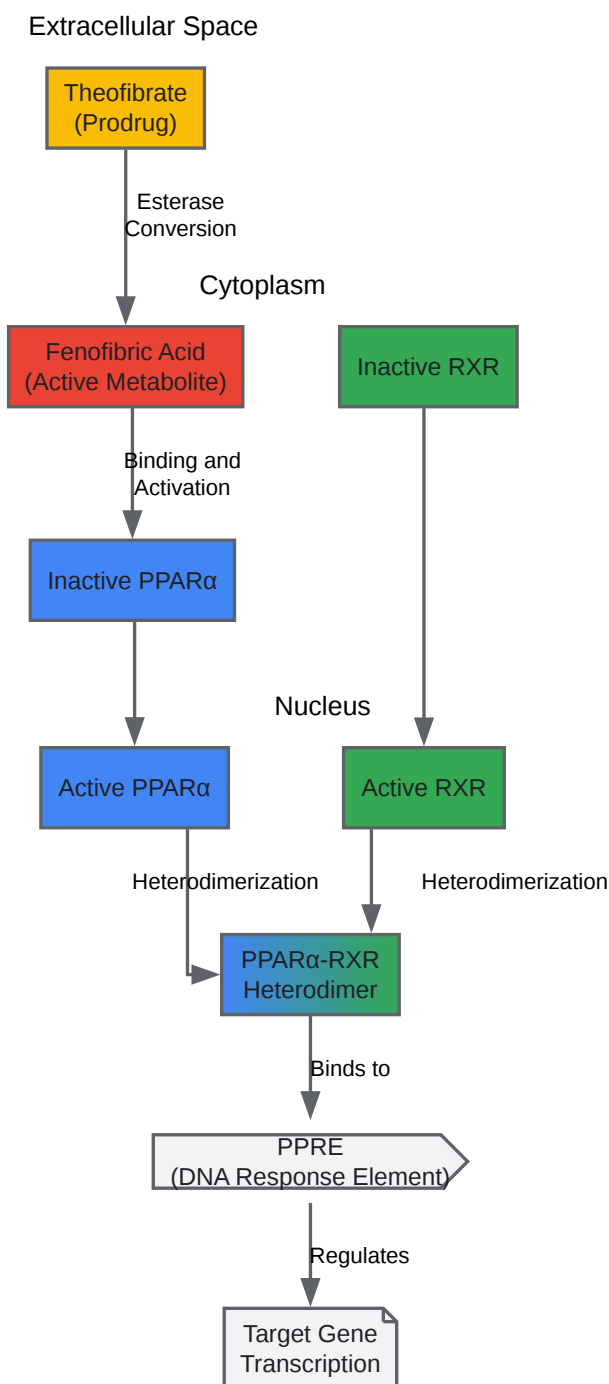 Extracellular Space
Theofibrate
(Prodrug)
Esterase
Conversion
Cytoplasm
Fenofibric Acid
(Active Metabolite)
Inactive RXR
Binding and
Activation
Inactive PPARα
Nucleus
Active PPARα
Active RXR
Heterodimerization
Heterodimerization
PPARα-RXR
Heterodimer
Binds to
PPRE
(DNA Response Element)
Regulates
Target Gene
Transcription